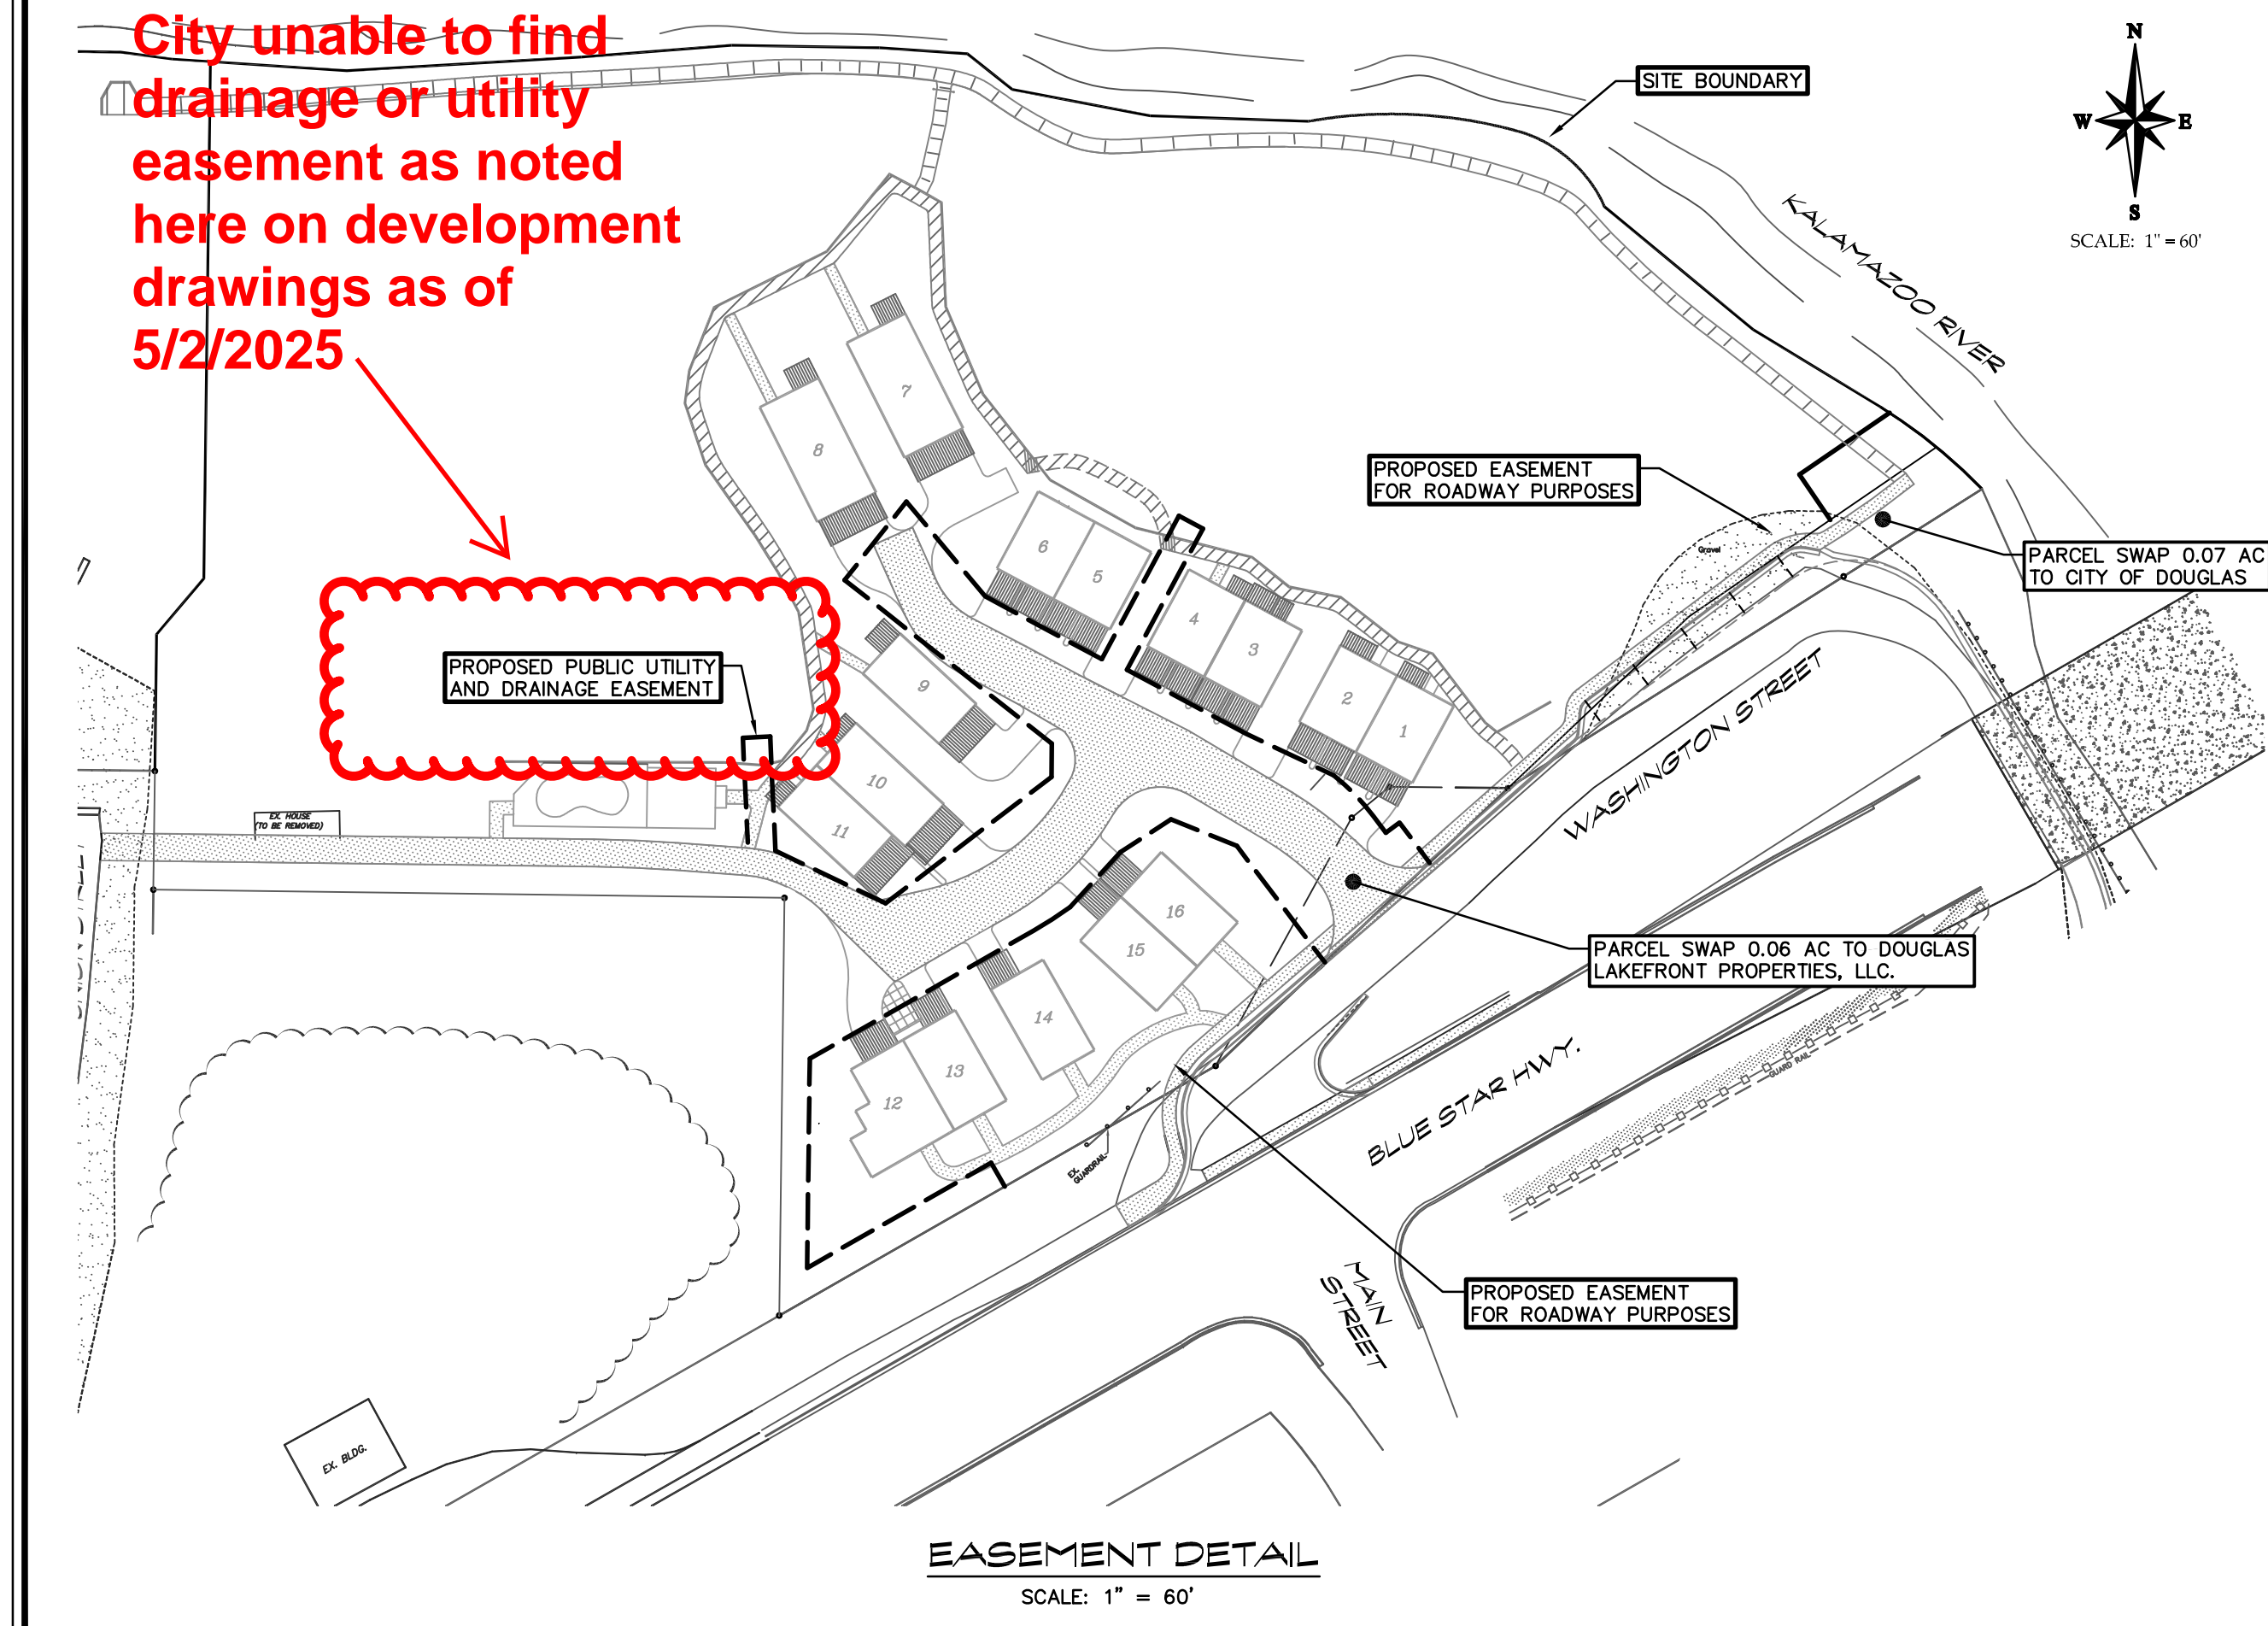 City unable to find
drainage or utility
easement as noted
here on development
drawings as of
5/2/2025
N
W
E
S
SCALE: 1" = 60'
SITE BOUNDARY
KALAMAZOO RIVER
PROPOSED EASEMENT
FOR ROADWAY PURPOSES
Gravel
PARCEL SWAP 0.07 AC
TO CITY OF DOUGLAS
7
8
6
5
4
3
2
1
9
10
11
PROPOSED PUBLIC UTILITY
AND DRAINAGE EASEMENT
EX. HOUSE
(TO BE REMOVED)
WASHINGTON STREET
16
15
14
13
12
PARCEL SWAP 0.06 AC TO DOUGLAS
LAKEFRONT PROPERTIES, LLC.
GUARD RAIL
BLUE STAR HWY.
EX.
GUARDRAIL
MAIN
STREET
PROPOSED EASEMENT
FOR ROADWAY PURPOSES
EX. BLDG.
EASEMENT DETAIL
SCALE: 1" = 60'